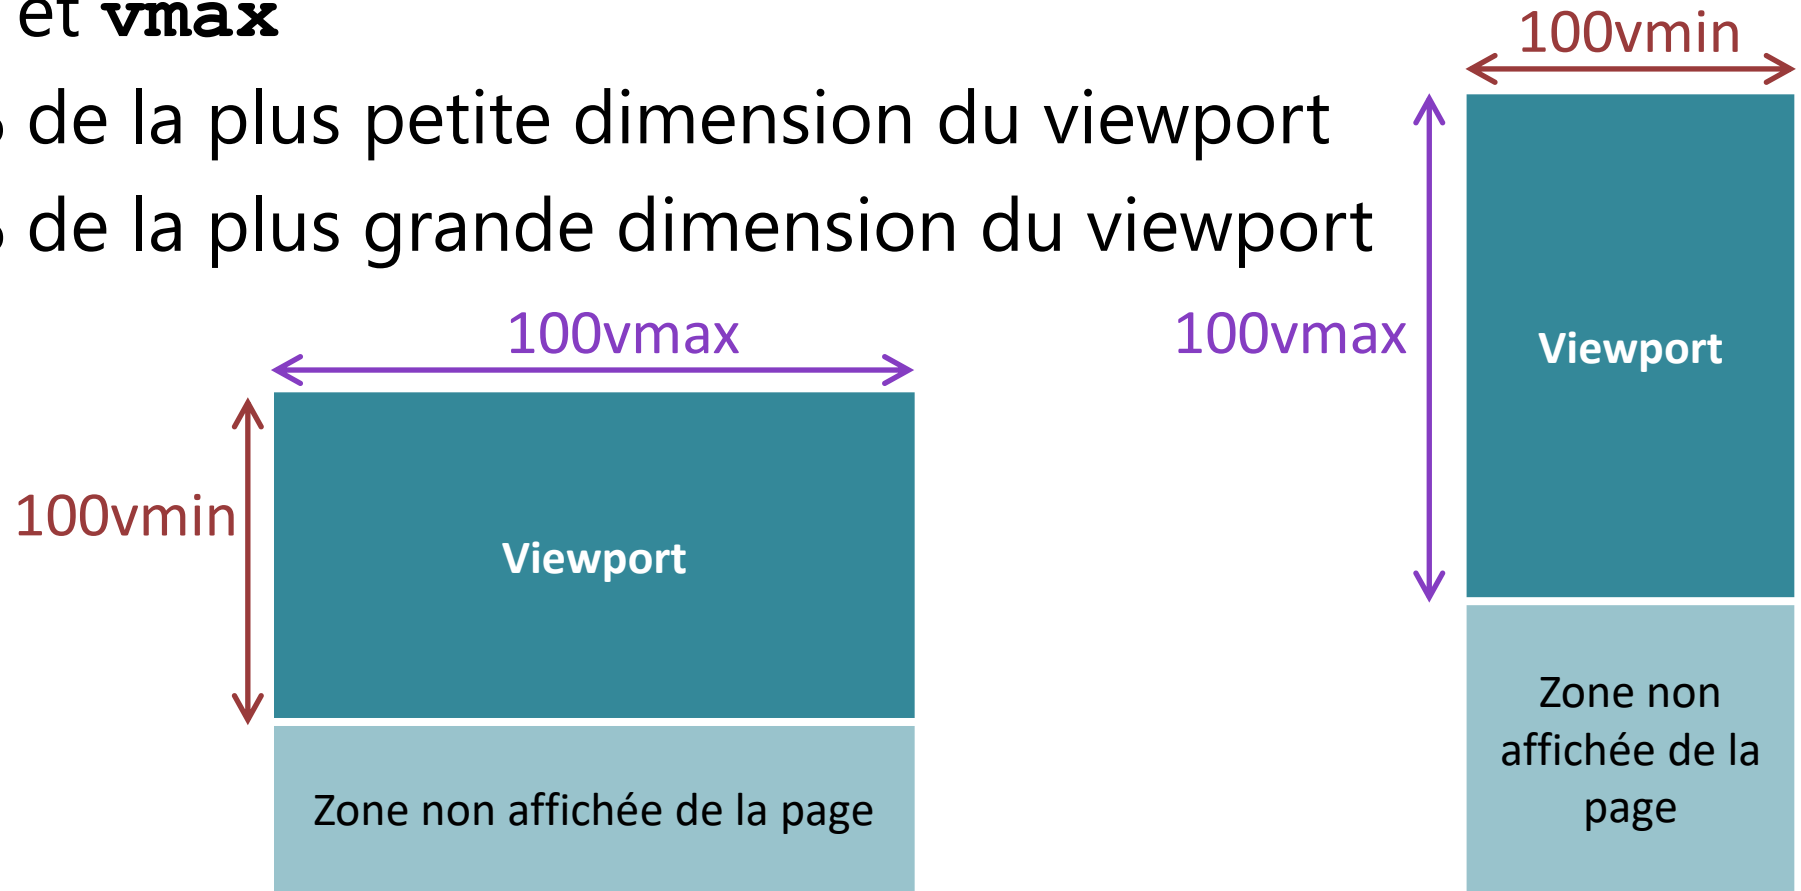 et vmax
de la plus petite dimension du viewport
de la plus grande dimension du viewport
100vmax
100vmin
Viewport
Zone non affichée de la page
100vmin
100vmax
Viewport
Zone non
affichée de la
page